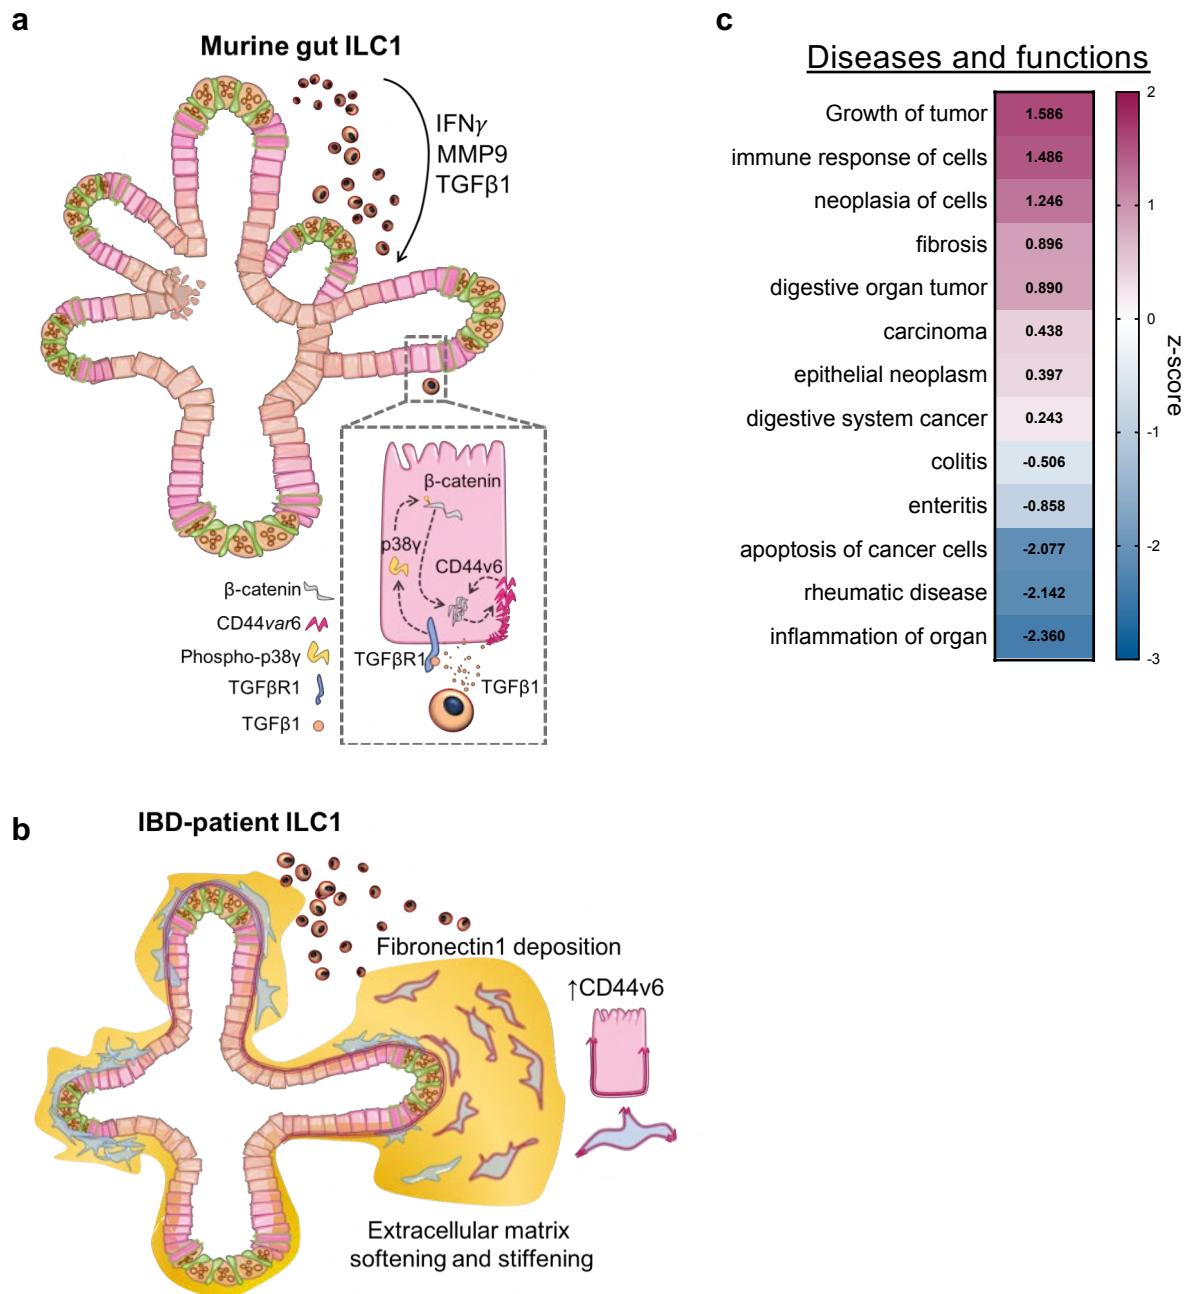 a
Murine gut ILC1
IFNγ
MMP9
TGFβ1
β-catenin
p38γ
CD44v6
TGFβR1
TGFβ1
β-catenin
CD44var6
Phospho-p38γ
TGFβR1
TGFβ1
b
IBD-patient ILC1
Fibronectin1 deposition
↑CD44v6
Extracellular matrix
softening and stiffening
c
Diseases and functions
Growth of tumor 1.586
immune response of cells 1.486
neoplasia of cells 1.246
fibrosis 0.896
digestive organ tumor 0.890
carcinoma 0.438
epithelial neoplasm 0.397
digestive system cancer 0.243
colitis -0.506
enteritis -0.858
apoptosis of cancer cells -2.077
rheumatic disease -2.142
inflammation of organ -2.360
2
1
0
-1
-2
-3
z-score